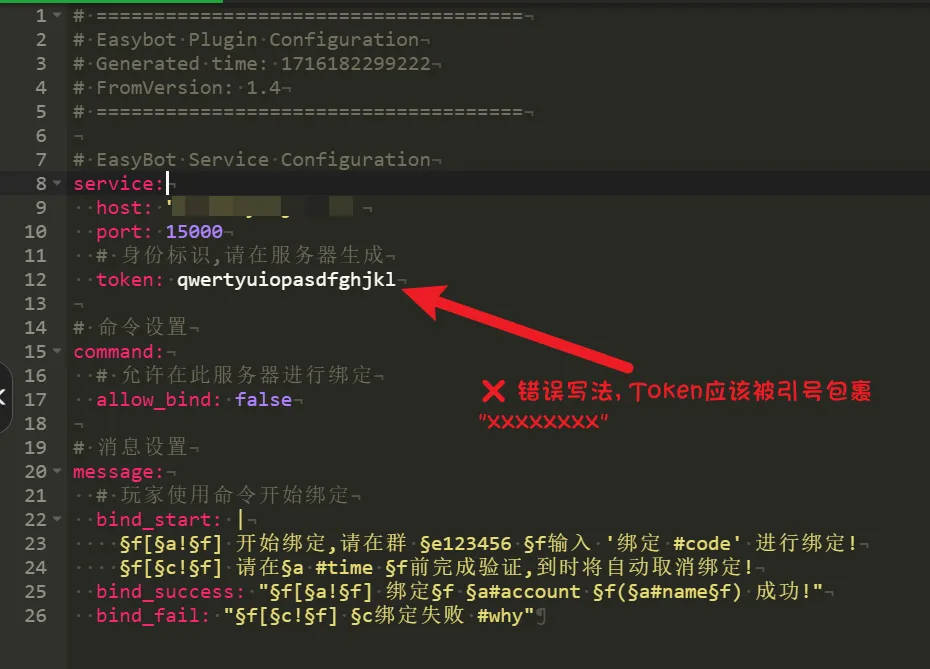 1 # =====================================
2 # Easybot Plugin Configuration
3 # Generated time: 1716182299222
4 # FromVersion: 1.4
5 # =====================================
6
7 # EasyBot Service Configuration
8 service:
9 host: '
10 port: 15000
11 # 身份标识,请在服务器生成
12 token: qwertyuiopasdfghjkl
13
14 # 命令设置
15 command:
16 # 允许在此服务器进行绑定
17 allow_bind: false
❌ 错误写法, Token应该被引号包裹
"XXXXXXXX"
18
19 # 消息设置
20 message:
21 # 玩家使用命令开始绑定
22 bind_start: |
23 §f[§a!§f] 开始绑定,请在群 §e123456 §f输入 '绑定 #code' 进行绑定!
24 §f[§c!§f] 请在§a #time §f前完成验证,到时将自动取消绑定!
25 bind_success: "§f[§a!§f] 绑定§f §a#account §f(§a#name§f) 成功!"
26 bind_fail: "§f[§c!§f] §c绑定失败 #why"